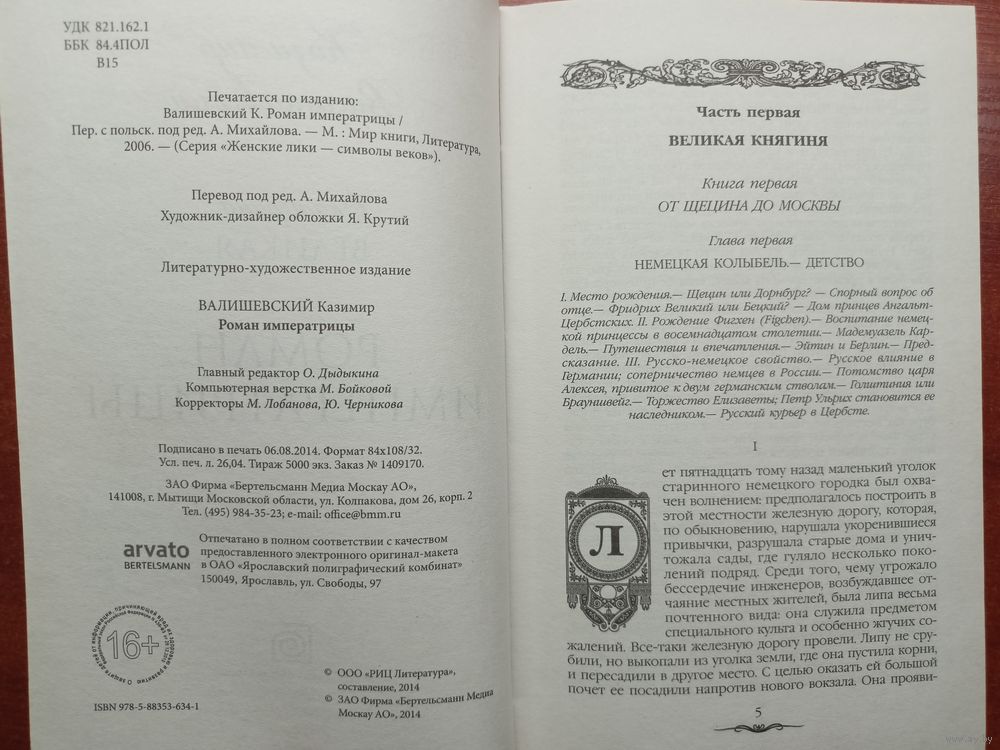 УДК 821.162.1
ББК 84.4ПОЛ
В15
Печатается по изданию:
Валишевский К. Роман императрицы /
Пер. с польск. под ред. А. Михайлова. — М. : Мир книги, Литература,
2006. — (Серия «Женские лики — символы веков»).
Перевод под ред. А. Михайлова
Художник-дизайнер обложки Я. Крутий
Литературно-художественное издание
ВАЛИШЕВСКИЙ Казимир
Роман императрицы
Главный редактор О. Дыдыкина
Компьютерная верстка М. Бойковой
Корректоры М. Лобанова, Ю. Черникова
Подписано в печать 06.08.2014. Формат 84x108/32.
Усл. печ. л. 26,04. Тираж 5000 экз. Заказ № 1409170.
ЗАО Фирма «Бертельсманн Медиа Москау АО»,
141008, г. Мытищи Московской области, ул. Колпакова, дом 26, корп. 2
Тел. (495) 984-35-23; e-mail: office@bmm.ru
arvato
BERTELSMANN
Отпечатано в полном соответствии с качеством
предоставленного электронного оригинал-макета
в ОАО «Ярославский полиграфический комбинат»
150049, Ярославль, ул. Свободы, 97
16+
© ООО «РИЦ Литература»,
составление, 2014
© ЗАО Фирма «Бертельсманн Медиа
Москау АО», 2014
ISBN 978-5-88353-634-1
Часть первая
ВЕЛИКАЯ КНЯГИНЯ
Книга первая
ОТ ЩЕЦИНА ДО МОСКВЫ
Глава первая
НЕМЕЦКАЯ КОЛЫБЕЛЬ.— ДЕТСТВО
I. Место рождения.— Щецин или Дорнбург? — Спорный вопрос об
отце.— Фридрих Великий или Бецкий? — Дом принцев Ангальт-
Цербстских. II. Рождение Фигхен (Figchen).— Воспитание немец-
кой принцессы в восемнадцатом столетии.— Мадемуазель Кар-
дель.— Путешествия и впечатления.— Эйтин и Берлин.— Пред-
сказание. III. Русско-немецкое свойство.— Русское влияние в
Германии; соперничество немцев в России.— Потомство царя
Алексея, привитое к двум германским стволам.— Голштиния или
Брауншвейг.— Торжество Елизаветы; Петр Ульрих становится ее
наследником.— Русский курьер в Цербсте.
I
Лет пятнадцать тому назад маленький уголок
старинного немецкого городка был охва-
чен волнением: предполагалось построить в
этой местности железную дорогу, которая,
по обыкновению, нарушала укоренившиеся
привычки, разрушала старые дома и унич-
тожала сады, где гуляло несколько поко-
лений подряд. Среди того, чему угрожало
бессердечие инженеров, возбуждавшее от-
чаяние местных жителей, была липа весьма
почтенного вида: она служила предметом
специального культа и особенно жгучих со-
жалений. Все-таки железную дорогу провели. Липу не сру-
били, но выкопали из уголка земли, где она пустила корни,
и пересадили в другое место. С целью оказать ей большой
почет ее посадили напротив нового вокзала. Она прояви-
5